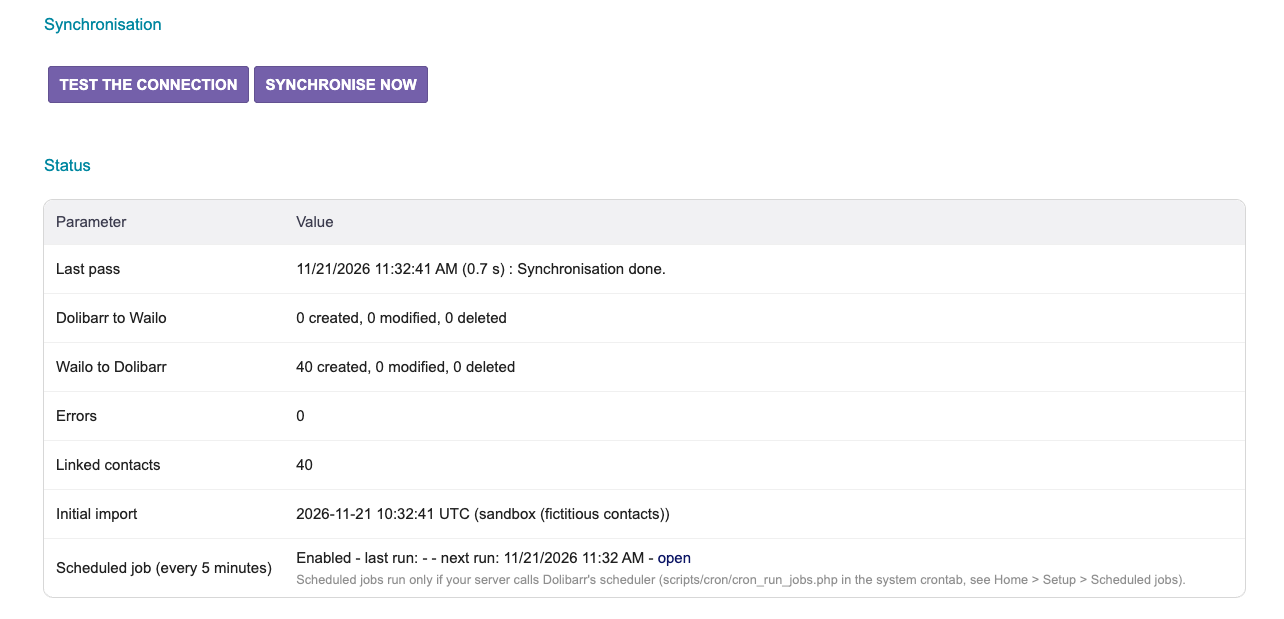 Synchronisation
TEST THE CONNECTION SYNCHRONISE NOW
Status
Parameter Value
Last pass 11/21/2026 11:32:41 AM (0.7 s) : Synchronisation done.
Dolibarr to Wailo 0 created, 0 modified, 0 deleted
Wailo to Dolibarr 40 created, 0 modified, 0 deleted
Errors 0
Linked contacts 40
Initial import 2026-11-21 10:32:41 UTC (sandbox (fictitious contacts))
Scheduled job (every 5 minutes) Enabled - last run: - - next run: 11/21/2026 11:32 AM - open
Scheduled jobs run only if your server calls Dolibarr's scheduler (scripts/cron/cron_run_jobs.php in the system crontab, see Home > Setup > Scheduled jobs).